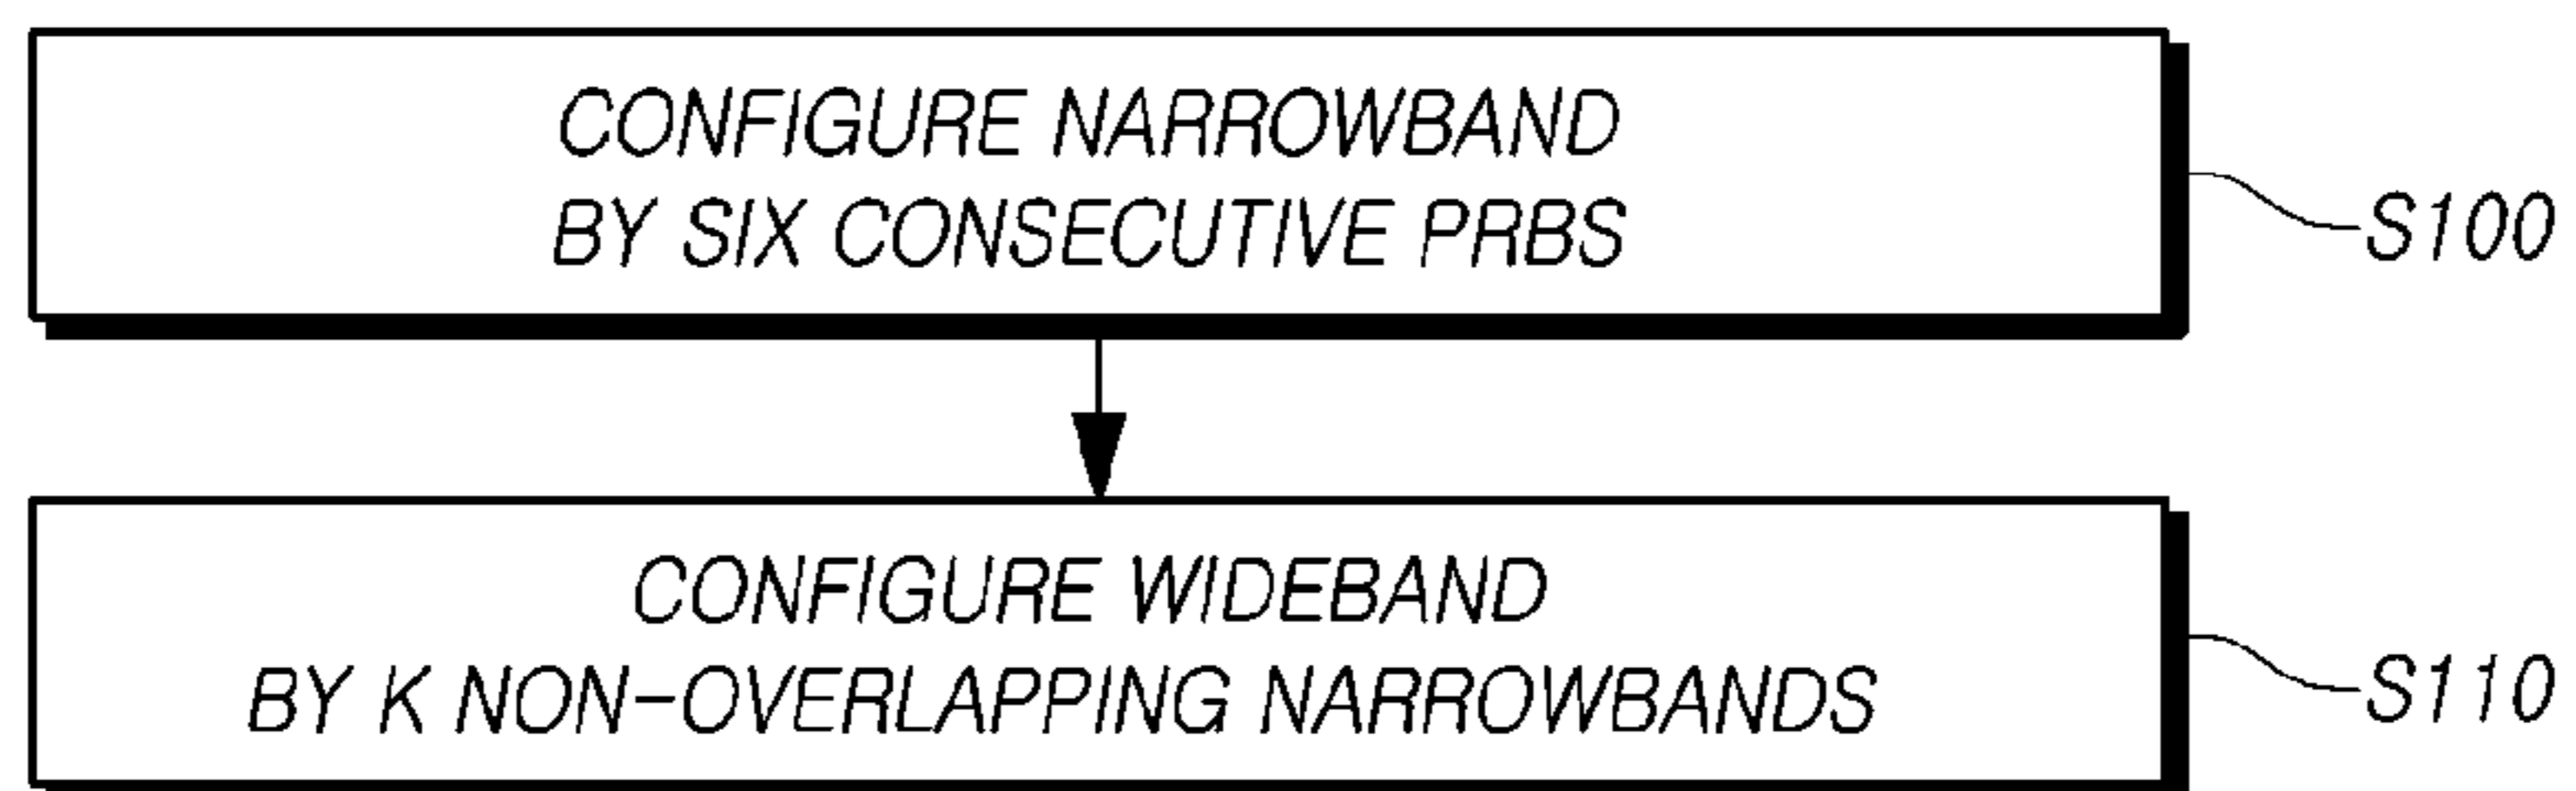 CONFIGURE NARROWBAND
BY SIX CONSECUTIVE PRBS
S100
CONFIGURE WIDEBAND
BY K NON-OVERLAPPING NARROWBANDS
S110